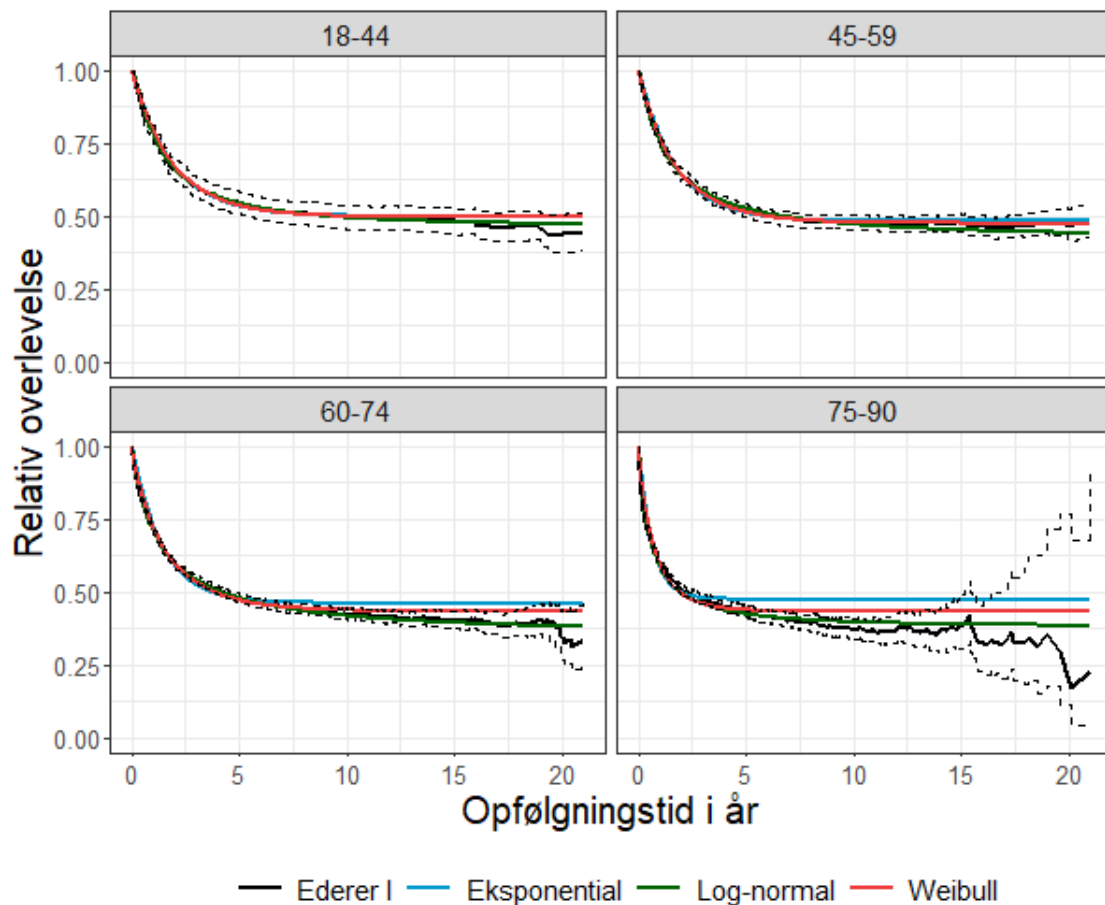 18-44
45-59
1.00
0.75
0.50
0.25
0.00
Relativ overlevelse
60-74
75-90
1.00
0.75
0.50
0.25
0.00
0 5 10 15 20
0 5 10 15 20
Opfølgningstid i år
Ederer I Eksponential Log-normal Weibull